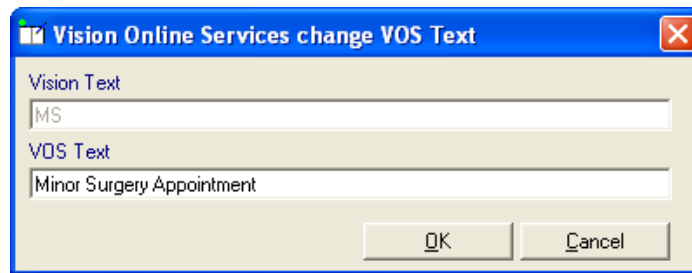 Vision Online Services change VOS Text
Vision Text
MS
VOS Text
Minor Surgery Appointment
OK Cancel